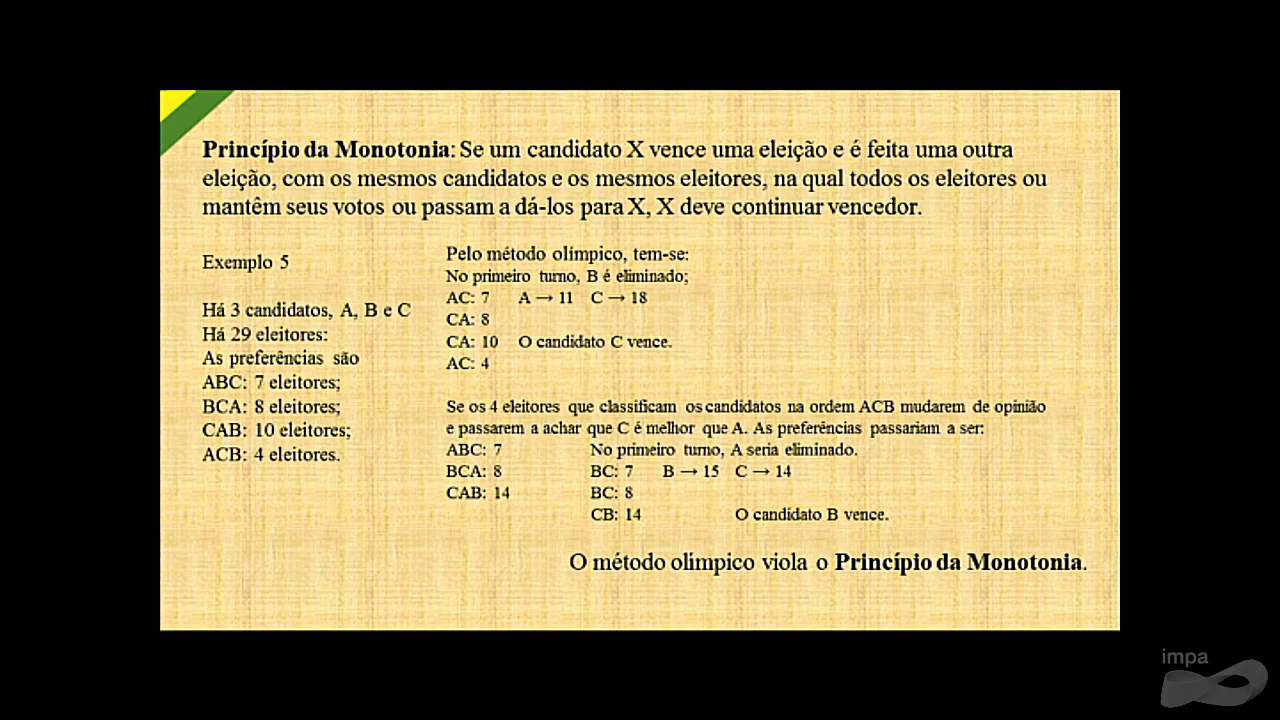 Princípio da Monotonia: Se um candidato X vence uma eleição e é feita uma outra
eleição, com os mesmos candidatos e os mesmos eleitores, na qual todos os eleitores ou
mantêm seus votos ou passam a dá-los para X, X deve continuar vencedor.
Exemplo 5
Há 3 candidatos, A, B e C
Há 29 eleitores:
As preferências são
ABC: 7 eleitores;
BCA: 8 eleitores;
CAB: 10 eleitores;
ACB: 4 eleitores.
Pelo método olímpico, tem-se:
No primeiro turno, B é eliminado;
AC: 7 A → 11 C → 18
CA: 8
CA: 10 O candidato C vence.
AC: 4
Se os 4 eleitores que classificam os candidatos na ordem ACB mudarem de opinião
e passarem a achar que C é melhor que A. As preferências passariam a ser:
ABC: 7 No primeiro turno, A seria eliminado.
BCA: 8 BC: 7 B → 15 C → 14
CAB: 14 BC: 8
CB: 14 O candidato B vence.
O método olímpico viola o Princípio da Monotonia.
impa